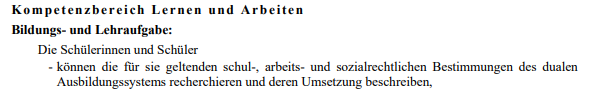 Kompetenzbereich Lernen und Arbeiten
Bildungs- und Lehraufgabe:
Die Schülerinnen und Schüler
- können die für sie geltenden schul-, arbeits- und sozialrechtlichen Bestimmungen des dualen
Ausbildungssystems recherchieren und deren Umsetzung beschreiben,